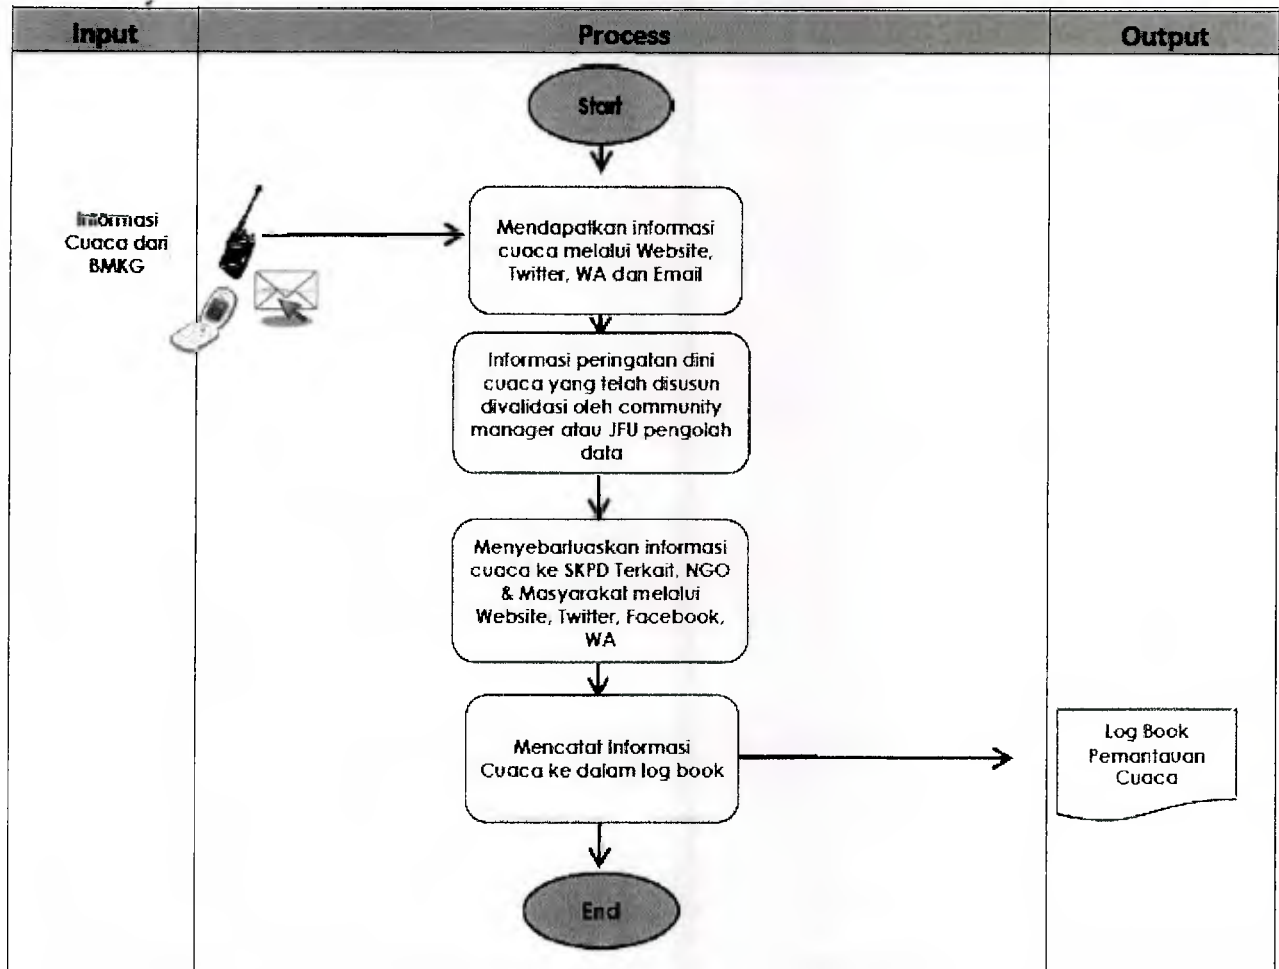 Input
Process
Output
Start
Informasi
Cuaca dari
BMKG
Mendapatkan informasi
cuaca melalui Website,
Twitter, WA dan Email
Informasi peringatan dini
cuaca yang telah disusun
divalidasi oleh community
manager atau JFU pengolah
data
Menyebarluaskan informasi
cuaca ke SKPD Terkait, NGO
& Masyarakat melalui
Website, Twitter, Facebook,
WA
Mencatat Informasi
Cuaca ke dalam log book
Log Book
Pemantauan
Cuaca
End